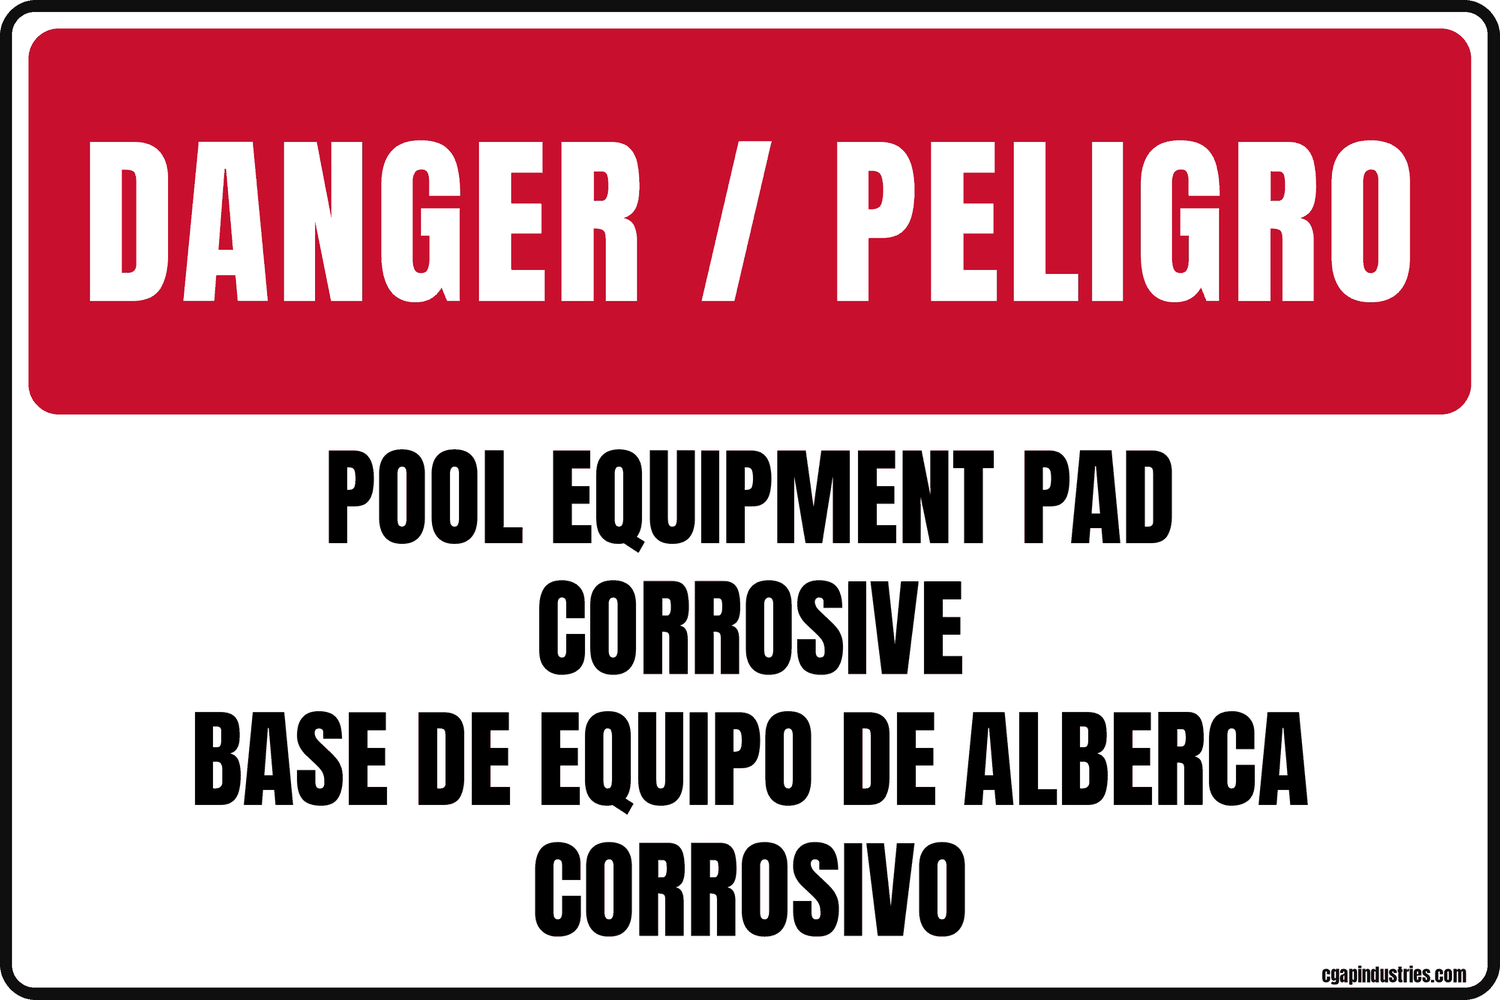 DANGER / PELIGRO
POOL EQUIPMENT PAD
CORROSIVE
BASE DE EQUIPO DE ALBERCA
CORROSIVO
cgapindustries.com